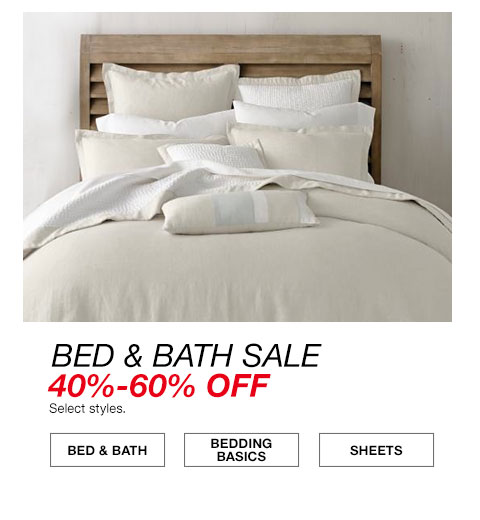 BED & BATH SALE
40%-60% OFF
Select styles.
BED & BATH
BEDDING
BASICS
SHEETS